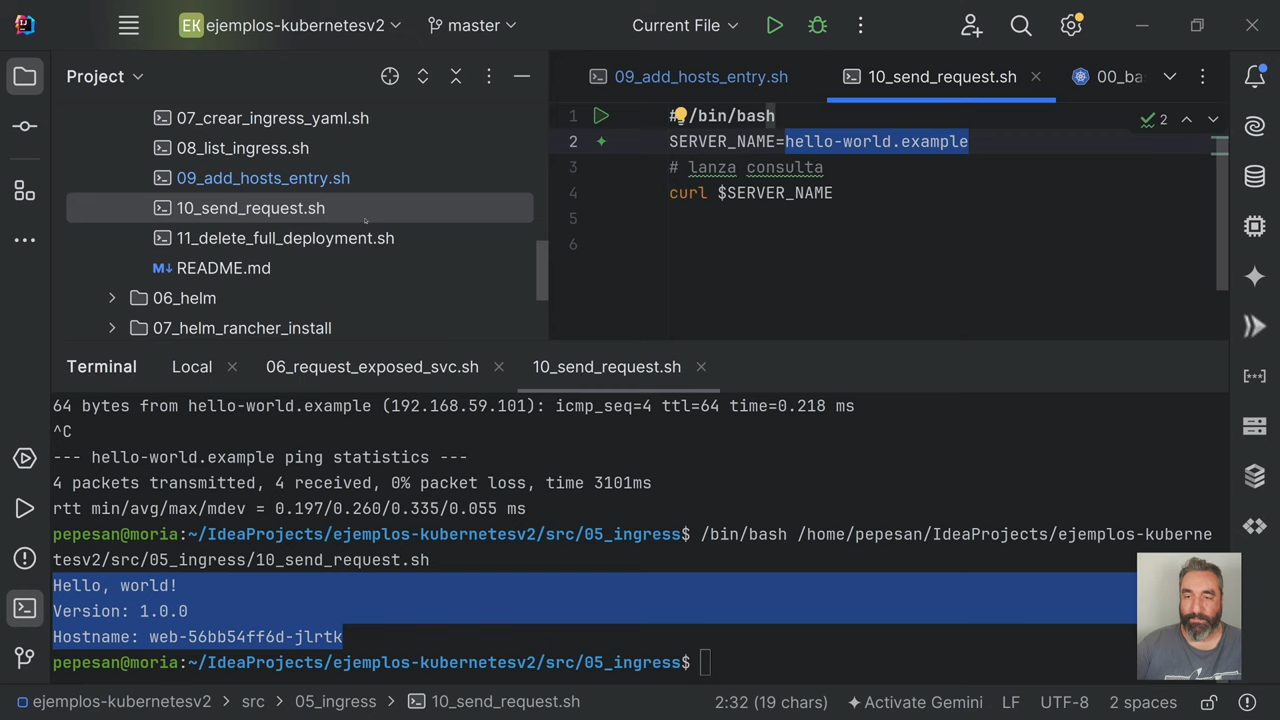 EK ejemplos-kubernetesv2
master
Current File
Project
09_add_hosts_entry.sh
10_send_request.sh
00_ba
07_crear_ingress_yaml.sh
08_list_ingress.sh
09_add_hosts_entry.sh
10_send_request.sh
11_delete_full_deployment.sh
M↓ README.md
06_helm
07_helm_rancher_install
1 #!/bin/bash
2 SERVER_NAME=hello-world.example
3 # lanza consulta
4 curl $SERVER_NAME
5
6
2
Terminal
Local
06_request_exposed_svc.sh
10_send_request.sh
64 bytes from hello-world.example (192.168.59.101): icmp_seq=4 ttl=64 time=0.218 ms
^C
--- hello-world.example ping statistics ---
4 packets transmitted, 4 received, 0% packet loss, time 3101ms
rtt min/avg/max/mdev = 0.197/0.260/0.335/0.055 ms
pepesan@moria:~/IdeaProjects/ejemplos-kubernetesv2/src/05_ingress$ /bin/bash /home/pepesan/IdeaProjects/ejemplos-kuberne
tesv2/src/05_ingress/10_send_request.sh
Hello, world!
Version: 1.0.0
Hostname: web-56bb54ff6d-jlrtk
pepesan@moria:~/IdeaProjects/ejemplos-kubernetesv2/src/05_ingress$
ejemplos-kubernetesv2 > src > 05_ingress > 10_send_request.sh
2:32 (19 chars)
Activate Gemini
LF
UTF-8
2 spaces